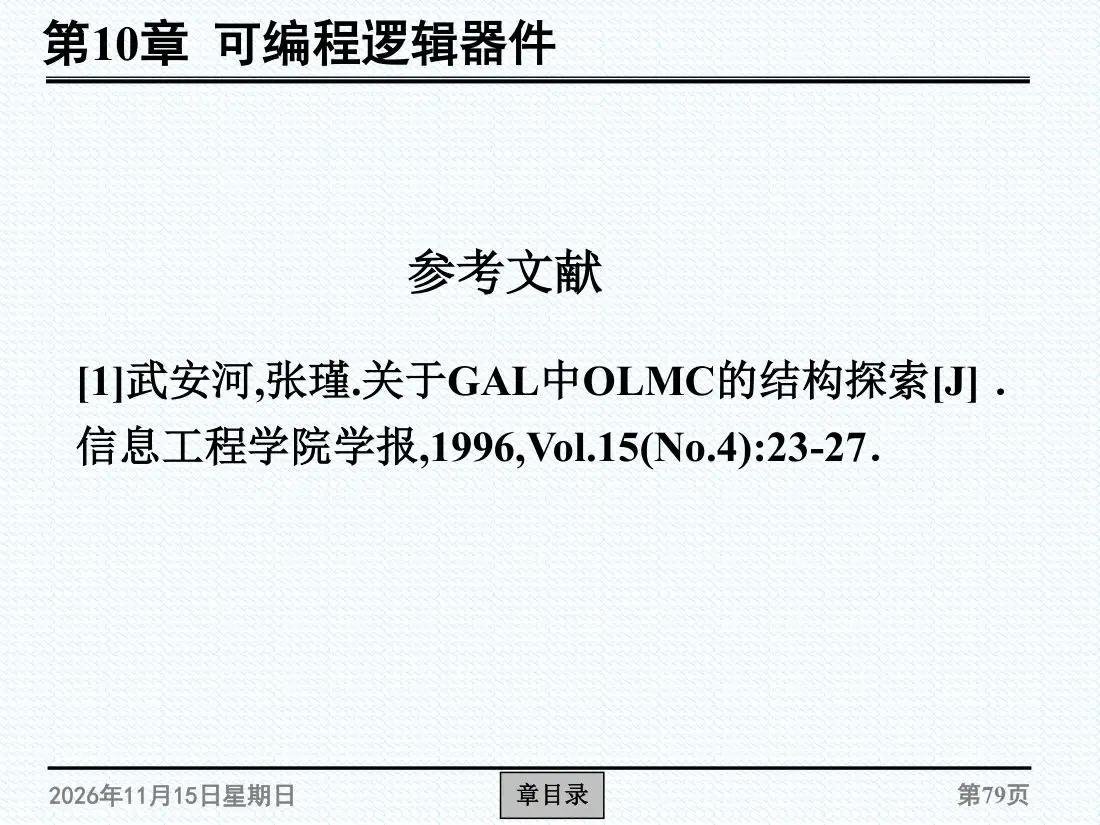 第10章 可编程逻辑器件
参考文献
[1]武安河,张瑾.关于GAL中OLMC的结构探索[J] .
信息工程学院学报,1996,Vol.15(No.4):23-27.
2026年11月15日星期日
章目录
第79页